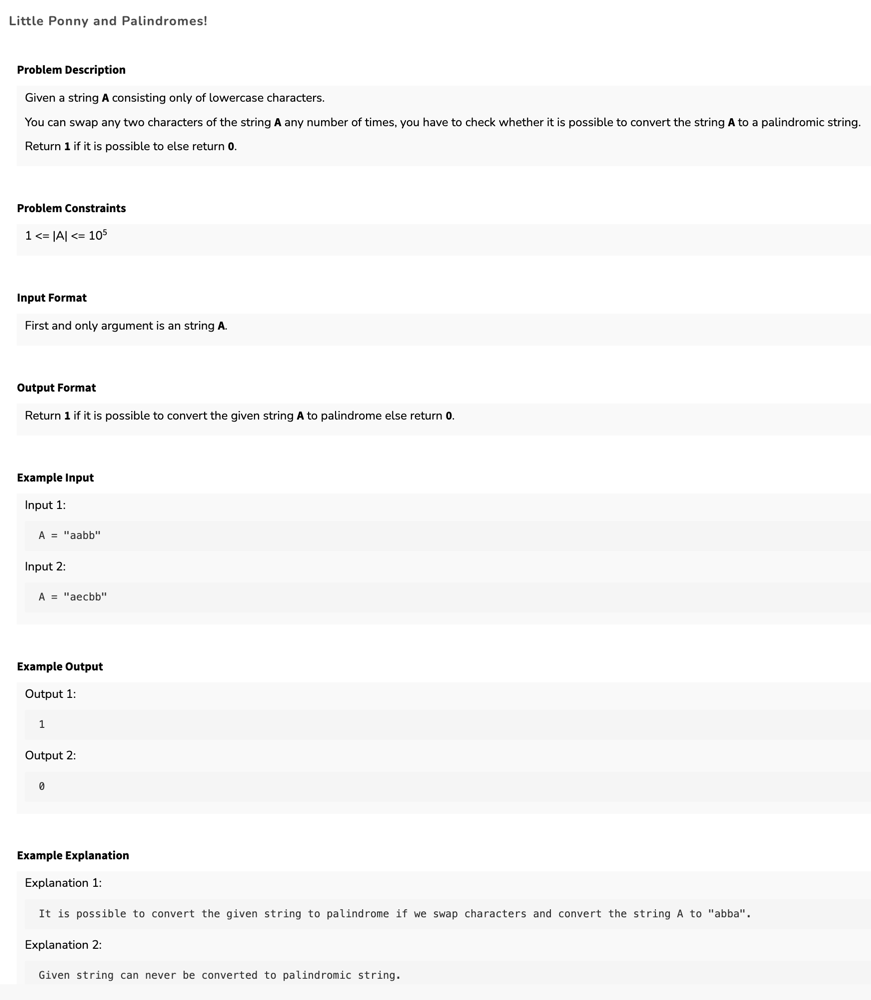 Little Ponny and Palindromes!
Problem Description
Given a string A consisting only of lowercase characters.
You can swap any two characters of the string A any number of times, you have to check whether it is possible to convert the string A to a palindromic string.
Return 1 if it is possible to else return 0.
Problem Constraints
1 <= |A| <= 10⁵
Input Format
First and only argument is an string A.
Output Format
Return 1 if it is possible to convert the given string A to palindrome else return 0.
Example Input
Input 1:
A = "aabb"
Input 2:
A = "aecbb"
Example Output
Output 1:
1
Output 2:
0
Example Explanation
Explanation 1:
It is possible to convert the given string to palindrome if we swap characters and convert the string A to "abba".
Explanation 2:
Given string can never be converted to palindromic string.